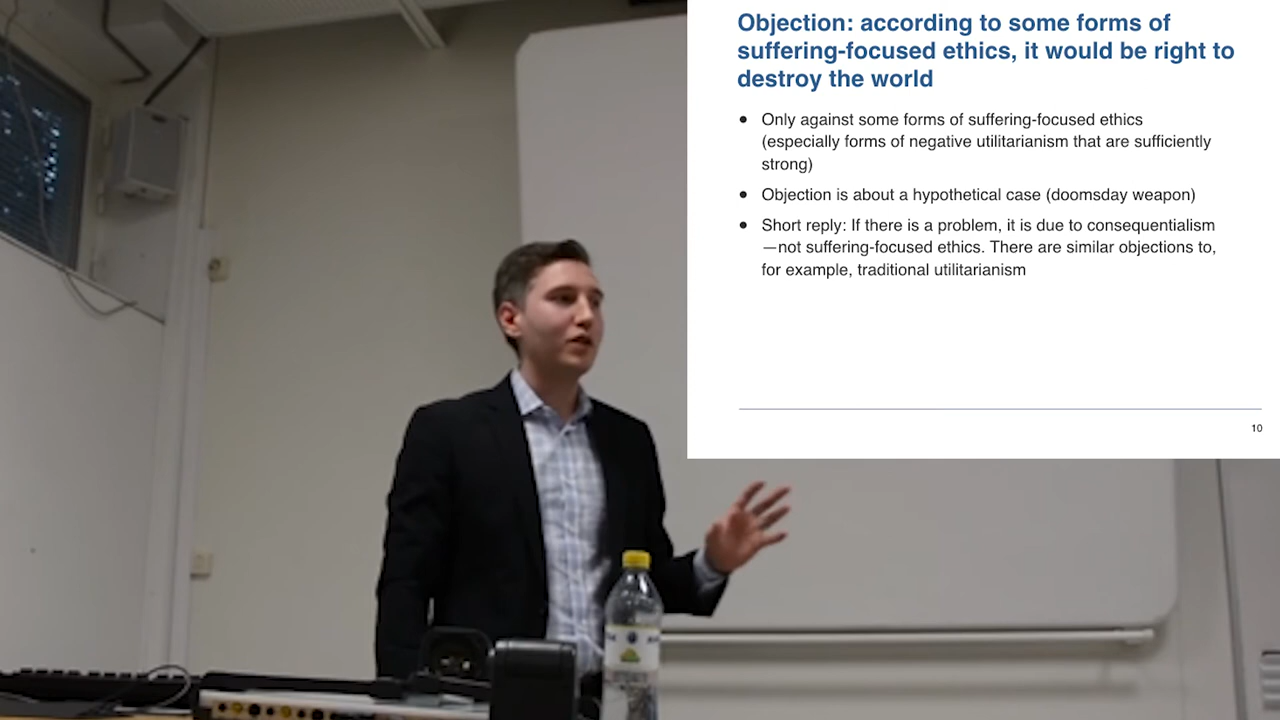 Objection: according to some forms of
suffering-focused ethics, it would be right to
destroy the world
● Only against some forms of suffering-focused ethics
(especially forms of negative utilitarianism that are sufficiently
strong)
● Objection is about a hypothetical case (doomsday weapon)
● Short reply: If there is a problem, it is due to consequentialism
—not suffering-focused ethics. There are similar objections to,
for example, traditional utilitarianism
10